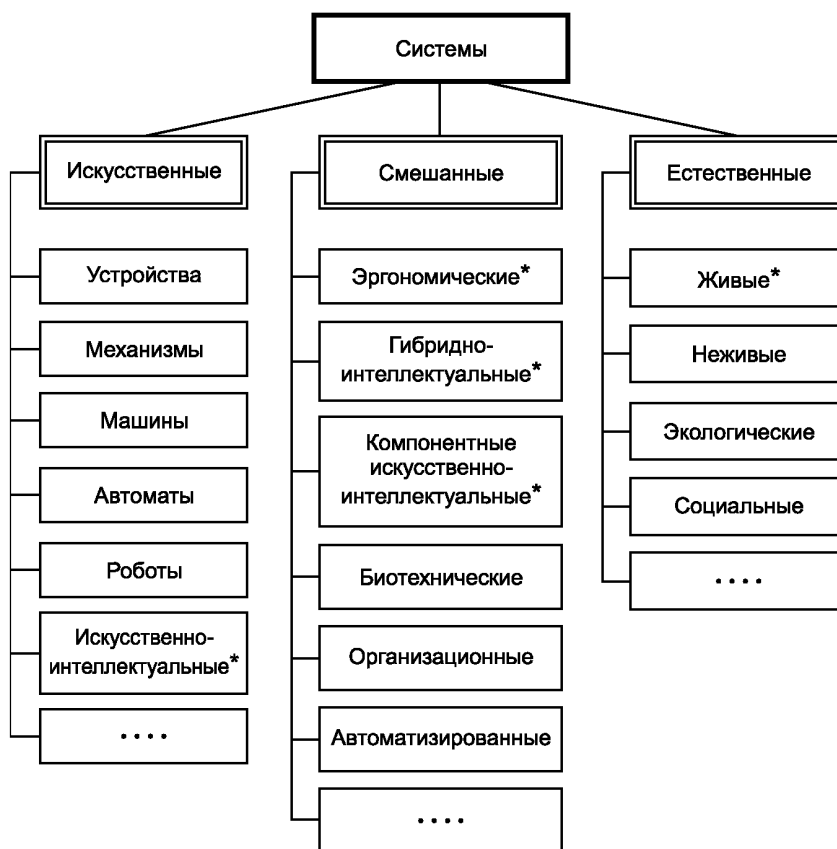 Системы
Искусственные
Устройства
Механизмы
Машины
Автоматы
Роботы
Искусственно-
интеллектуальные*
....
Смешанные
Эргономические*
Гибридно-
интеллектуальные*
Компонентные
искусственно-
интеллектуальные*
Биотехнические
Организационные
Автоматизированные
....
Естественные
Живые*
Неживые
Экологические
Социальные
....